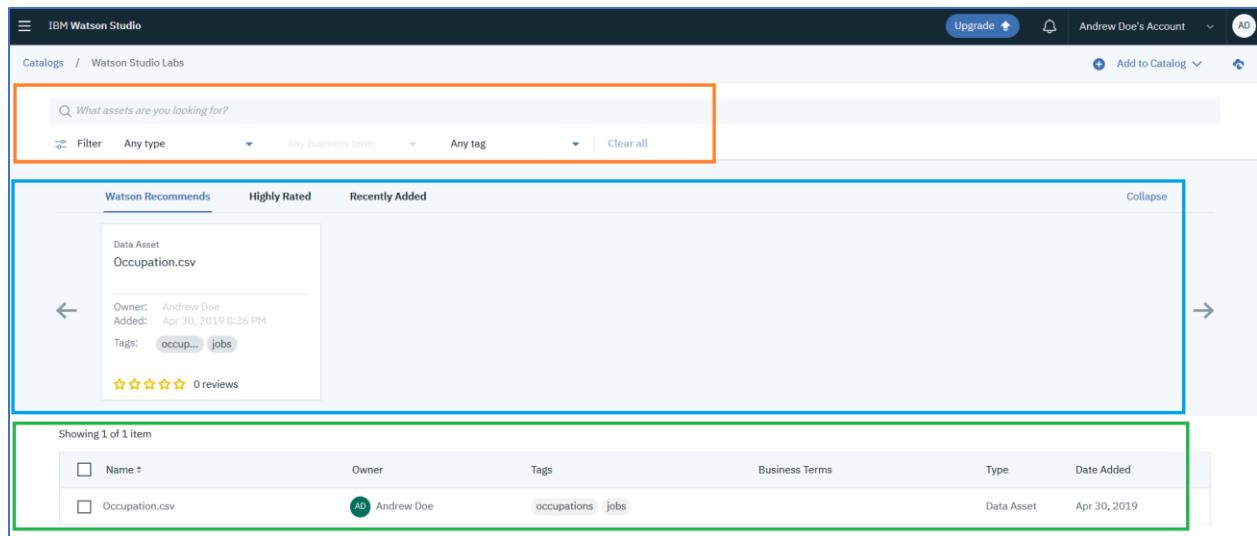 IBM Watson Studio Upgrade Andrew Doe's Account AD
Catalogs / Watson Studio Labs Add to Catalog
What assets are you looking for?
Filter Any type Any business term Any tag Clear all
Watson Recommends Highly Rated Recently Added Collapse
Data Asset
Occupation.csv
Owner: Andrew Doe
Added: Apr 30, 2019 8:36 PM
Tags: occup... jobs
0 reviews
Showing 1 of 1 item
Name Owner Tags Business Terms Type Date Added
Occupation.csv AD Andrew Doe occupations jobs Data Asset Apr 30, 2019